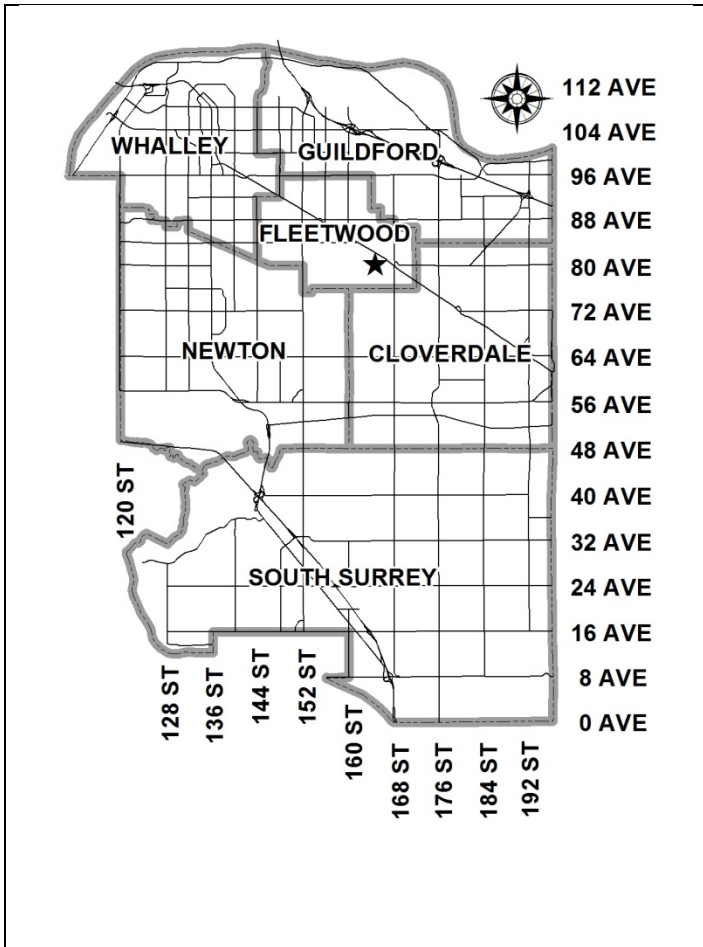 112 AVE
104 AVE
WHALLEY
GUILDFORD
96 AVE
88 AVE
FLEETWOOD
80 AVE
72 AVE
NEWTON
CLOVERDALE
64 AVE
56 AVE
48 AVE
120 ST
40 AVE
32 AVE
SOUTH SURREY
24 AVE
16 AVE
128 ST
136 ST
144 ST
152 ST
160 ST
8 AVE
0 AVE
168 ST
176 ST
184 ST
192 ST